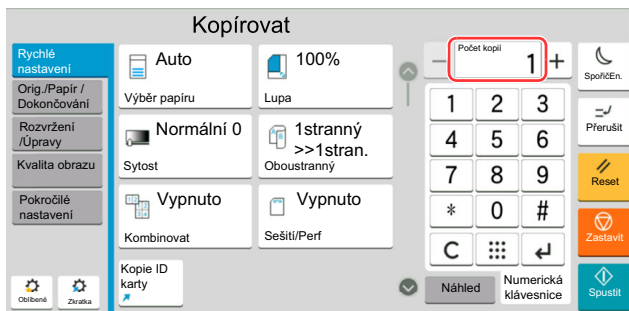 Kopírovat
Rychlé
nastavení
Orig./Papír /
Dokončování
Rozvržení
/Úpravy
Kvalita obrazu
Pokročilé
nastavení
Oblíbené
Zkratka
Auto
Výběr papíru
100%
Lupa
Normální 0
Sytost
1stranný
>>1stran.
Oboustranný
Vypnuto
Kombinovat
Vypnuto
Sešití/Perf
Kopie ID
karty
Počet kopií
− 1 +
1 2 3
4 5 6
7 8 9
* 0 #
C
Náhled
Numerická
klávesnice
SpořičEn.
Přerušit
Reset
Zastavit
Spustit